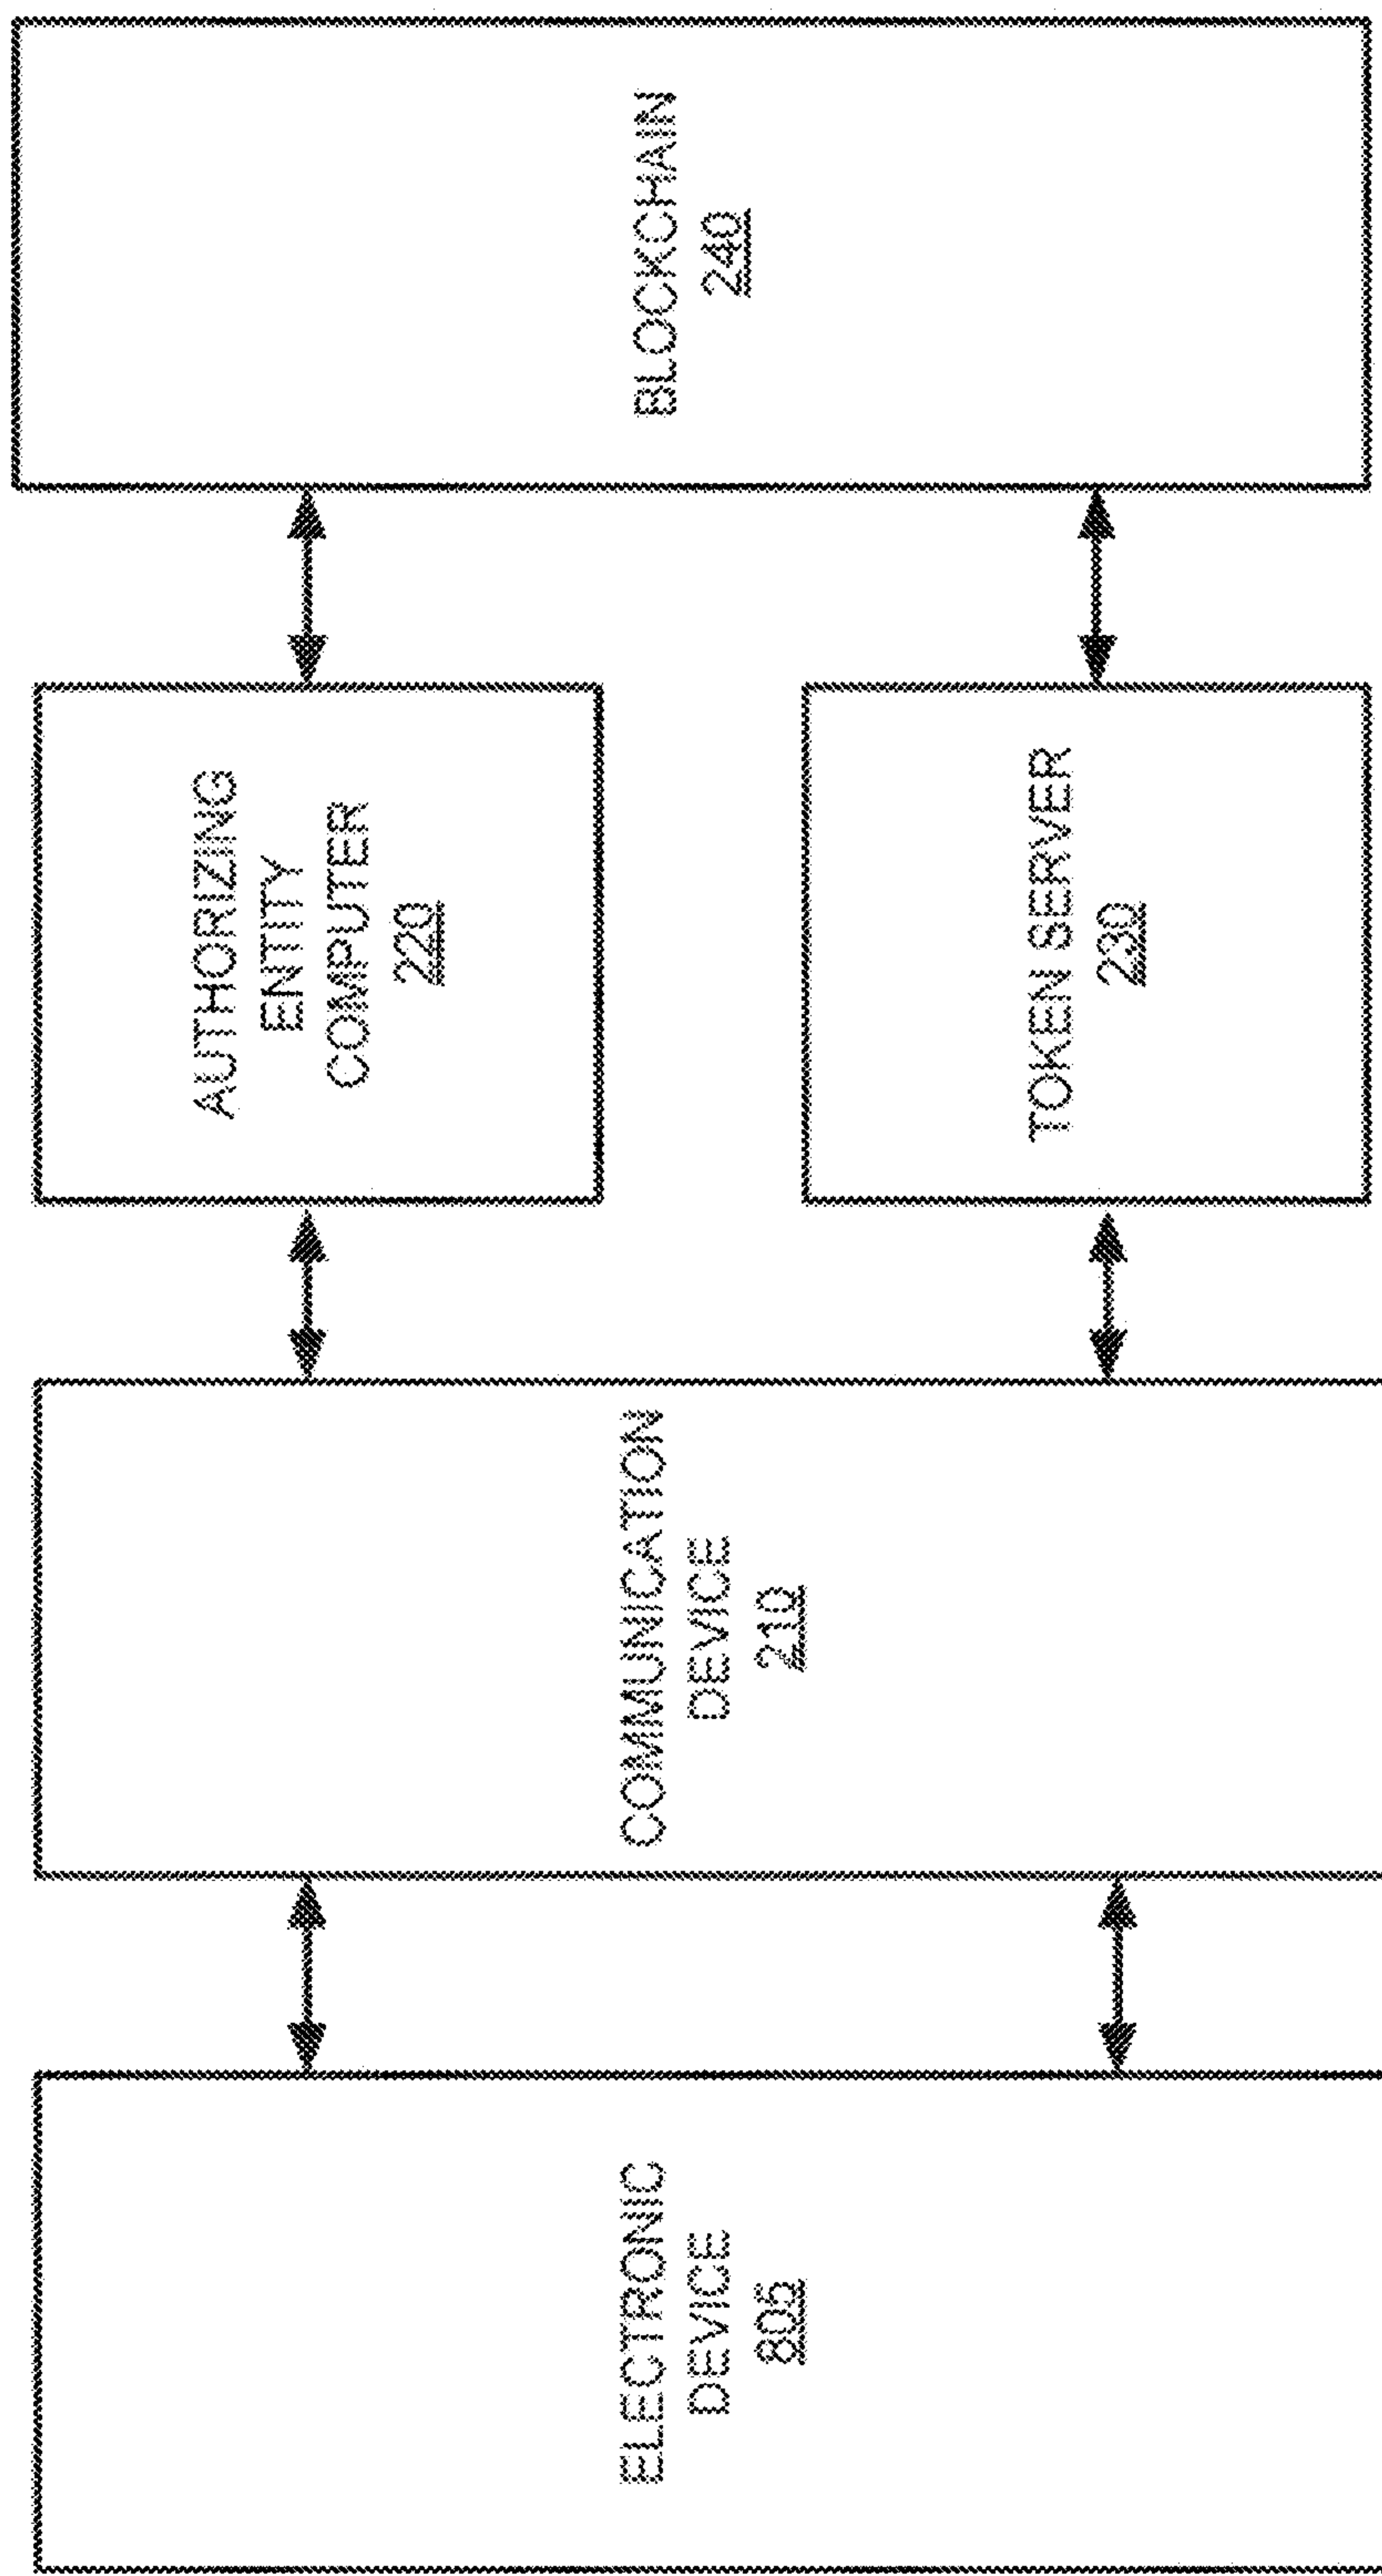 ELECTRONIC
DEVICE
805
COMMUNICATION
DEVICE
210
AUTHORIZING
ENTITY
COMPUTER
220
TOKEN SERVER
230
BLOCKCHAIN
240